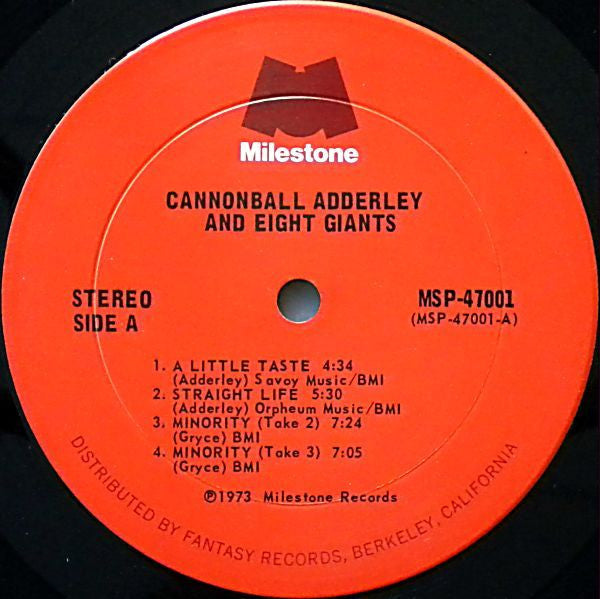 Milestone
CANNONBALL ADDERLEY
AND EIGHT GIANTS
STEREO
SIDE A
MSP-47001
(MSP-47001-A)
1. A LITTLE TASTE 4:34
(Adderley) Savoy Music/BMI
2. STRAIGHT LIFE 5:30
(Adderley) Orpheum Music/BMI
3. MINORITY (Take 2) 7:24
(Gryce) BMI
4. MINORITY (Take 3) 7:05
(Gryce) BMI
℗1973 Milestone Records
DISTRIBUTED BY FANTASY RECORDS, BERKELEY, CALIFORNIA